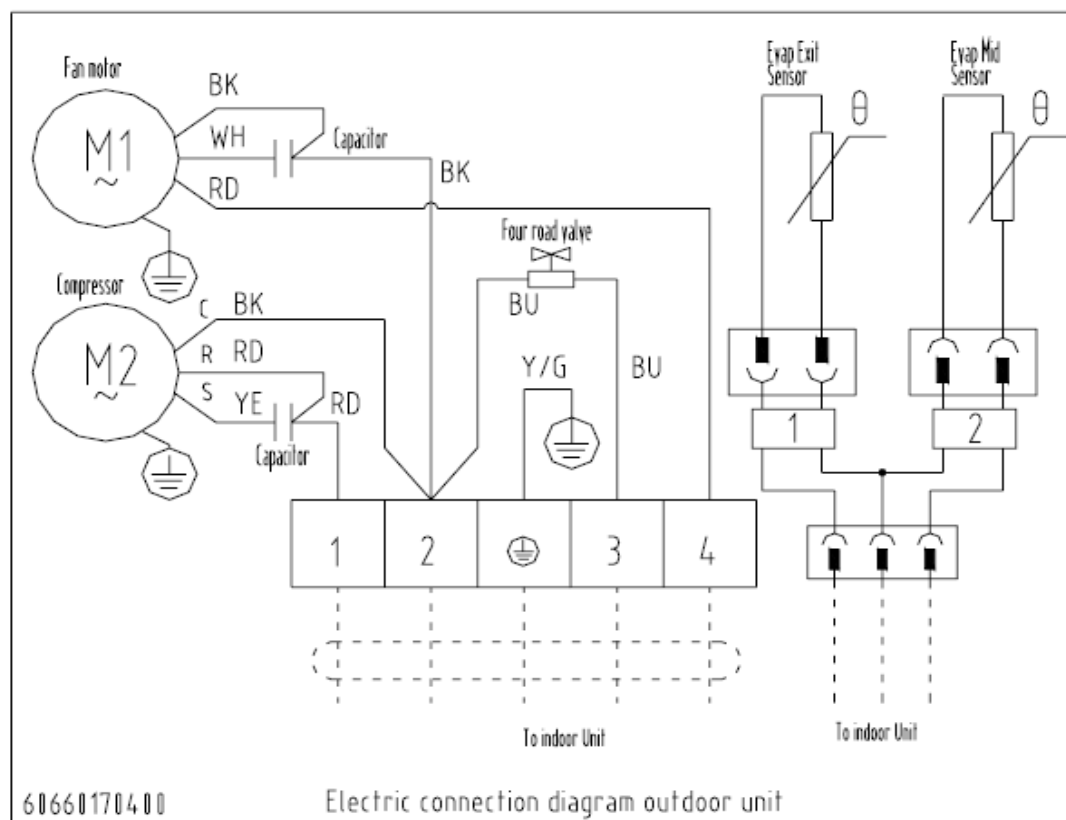 Fan motor
BK
WH
Capacitor
BK
RD
M1
~
Evap Exit
Sensor
θ
Evap Mid
Sensor
θ
Four road valve
BU
BU
Compressor
C BK
R RD
S YE
RD
M2
~
Capacitor
Y/G
1
2
1
2
3
4
To indoor Unit
To indoor Unit
60660170400
Electric connection diagram outdoor unit